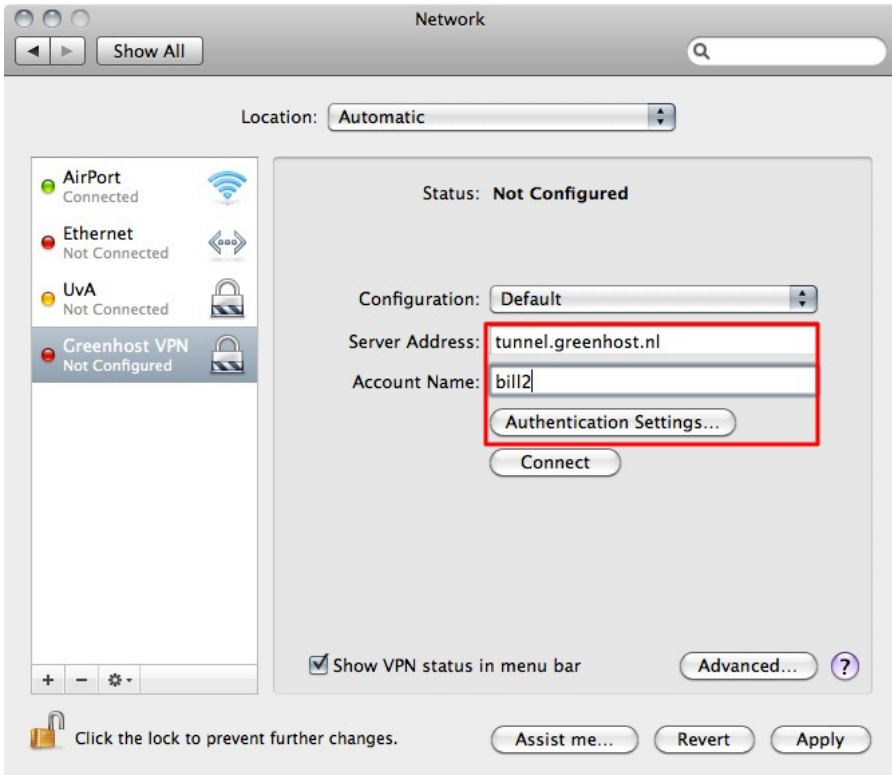 Network
Show All
Location: Automatic
AirPort
Connected
Ethernet
Not Connected
UvA
Not Connected
Greenhost VPN
Not Configured
Status: Not Configured
Configuration: Default
Server Address: tunnel.greenhost.nl
Account Name: bill2
Authentication Settings...
Connect
Show VPN status in menu bar
Advanced...
?
Click the lock to prevent further changes.
Assist me...
Revert
Apply